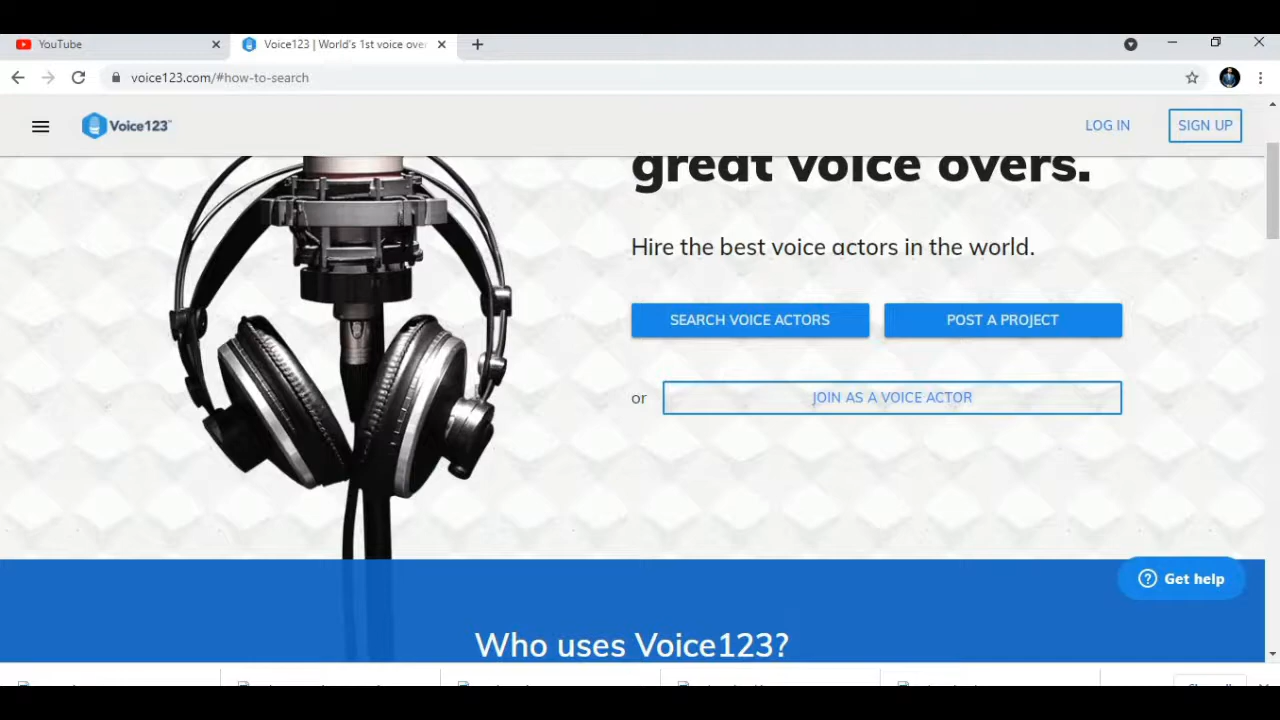 YouTube
Voice123 | World's 1st voice over
voice123.com/#how-to-search
Voice123™
LOG IN
SIGN UP
great voice overs.
Hire the best voice actors in the world.
SEARCH VOICE ACTORS
POST A PROJECT
or
JOIN AS A VOICE ACTOR
Get help
Who uses Voice123?